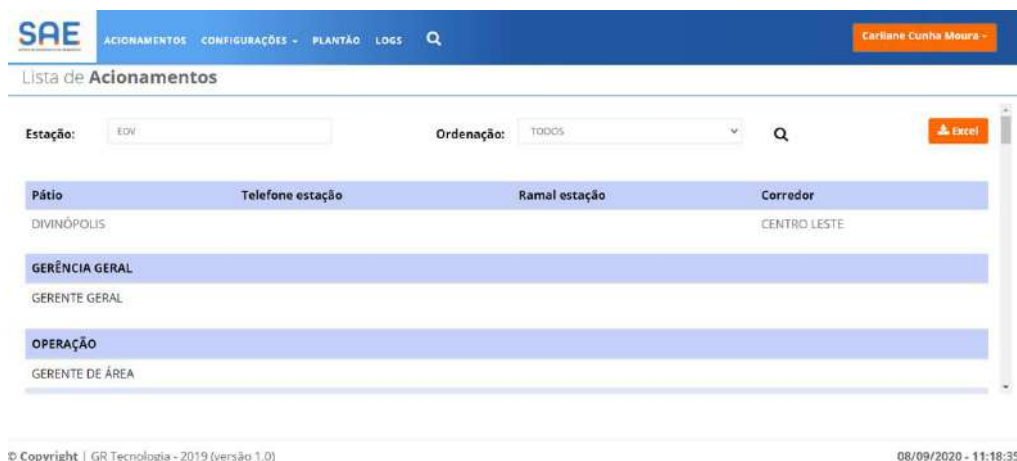 SAE
ACIONAMENTOS CONFIGURAÇÕES PLANTÃO LOGS Carliane Cunha Moura
Lista de Acionamentos
Estação: EDV Ordenação: TODOS Excel
Pátio Telefone estação Ramal estação Corredor
DIVINÓPOLIS CENTRO LESTE
GERÊNCIA GERAL
GERENTE GERAL
OPERAÇÃO
GERENTE DE ÁREA
© Copyright | GR Tecnologia - 2019 (versão 1.0) 08/09/2020 - 11:18:35